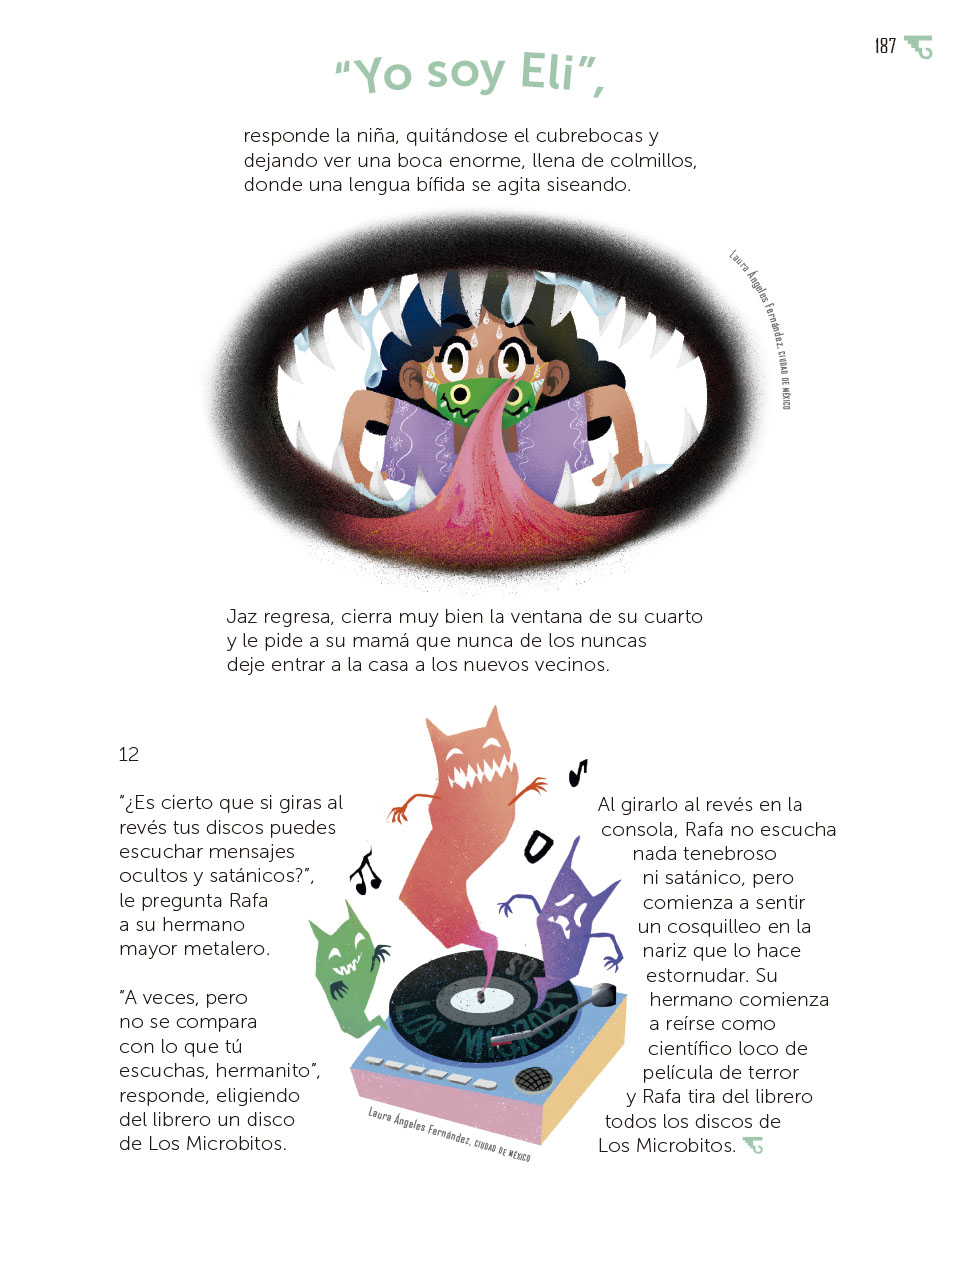 187
“Yo soy Eli”,
responde la niña, quitándose el cubrebocas y
dejando ver una boca enorme, llena de colmillos,
donde una lengua bífida se agita siseando.
Laura Ángeles Fernández, CIUDAD DE MÉXICO
Jaz regresa, cierra muy bien la ventana de su cuarto
y le pide a su mamá que nunca de los nuncas
deje entrar a la casa a los nuevos vecinos.
12
“¿Es cierto que si giras al
revés tus discos puedes
escuchar mensajes
ocultos y satánicos?”,
le pregunta Rafa
a su hermano
mayor metalero.
“A veces, pero
no se compara
con lo que tú
escuchas, hermanito”,
responde, eligiendo
del librero un disco
de Los Microbitos.
LOS MICROBI
SO
Laura Ángeles Fernández, CIUDAD DE MÉXICO
Al girarlo al revés en la
consola, Rafa no escucha
nada tenebroso
ni satánico, pero
comienza a sentir
un cosquilleo en la
nariz que lo hace
estornudar. Su
hermano comienza
a reírse como
científico loco de
película de terror
y Rafa tira del librero
todos los discos de
Los Microbitos.